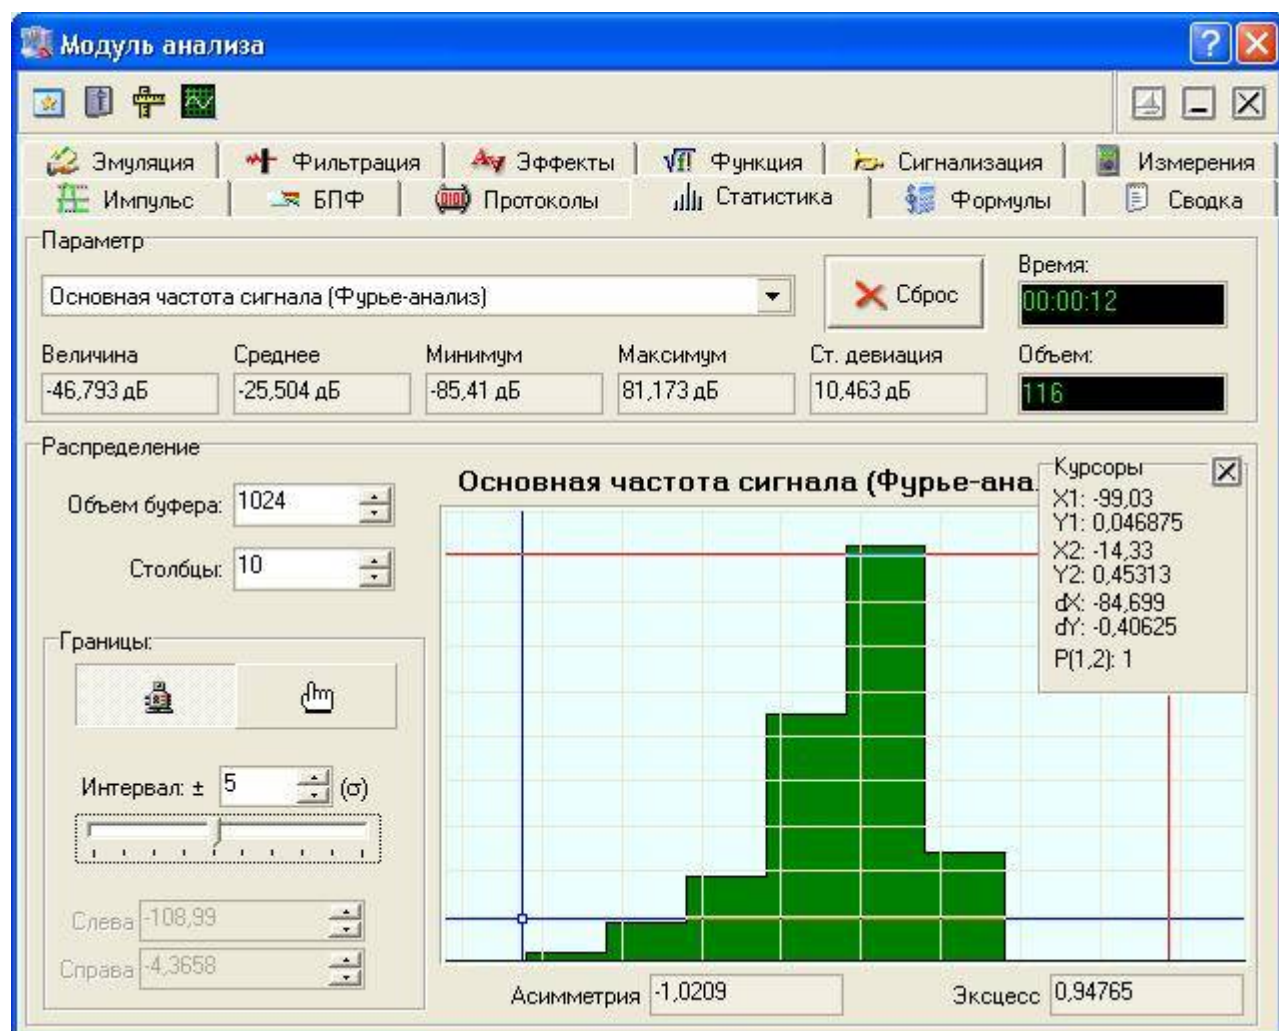 Модуль анализа
Эмуляция Фильтрация Эффекты Функция Сигнализация Измерения
Импульс БПФ Протоколы Статистика Формулы Сводка
Параметр
Основная частота сигнала (Фурье-анализ)
Сброс
Время:
00:00:12
Величина Среднее Минимум Максимум Ст. девиация Объем:
-46,793 дБ -25,504 дБ -85,41 дБ 81,173 дБ 10,463 дБ 116
Распределение
Объем буфера: 1024
Столбцы: 10
Границы:
Интервал: ± 5 (σ)
Слева -108,99
Справа -4,3658
Основная частота сигнала (Фурье-ана
Курсоры
X1: -99,03
Y1: 0,046875
X2: -14,33
Y2: 0,45313
dX: -84,699
dY: -0,40625
P(1,2): 1
Асимметрия -1,0209 Эксцесс 0,94765